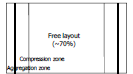 Free layout
(~70%)
Compression zone
Aggregation zone